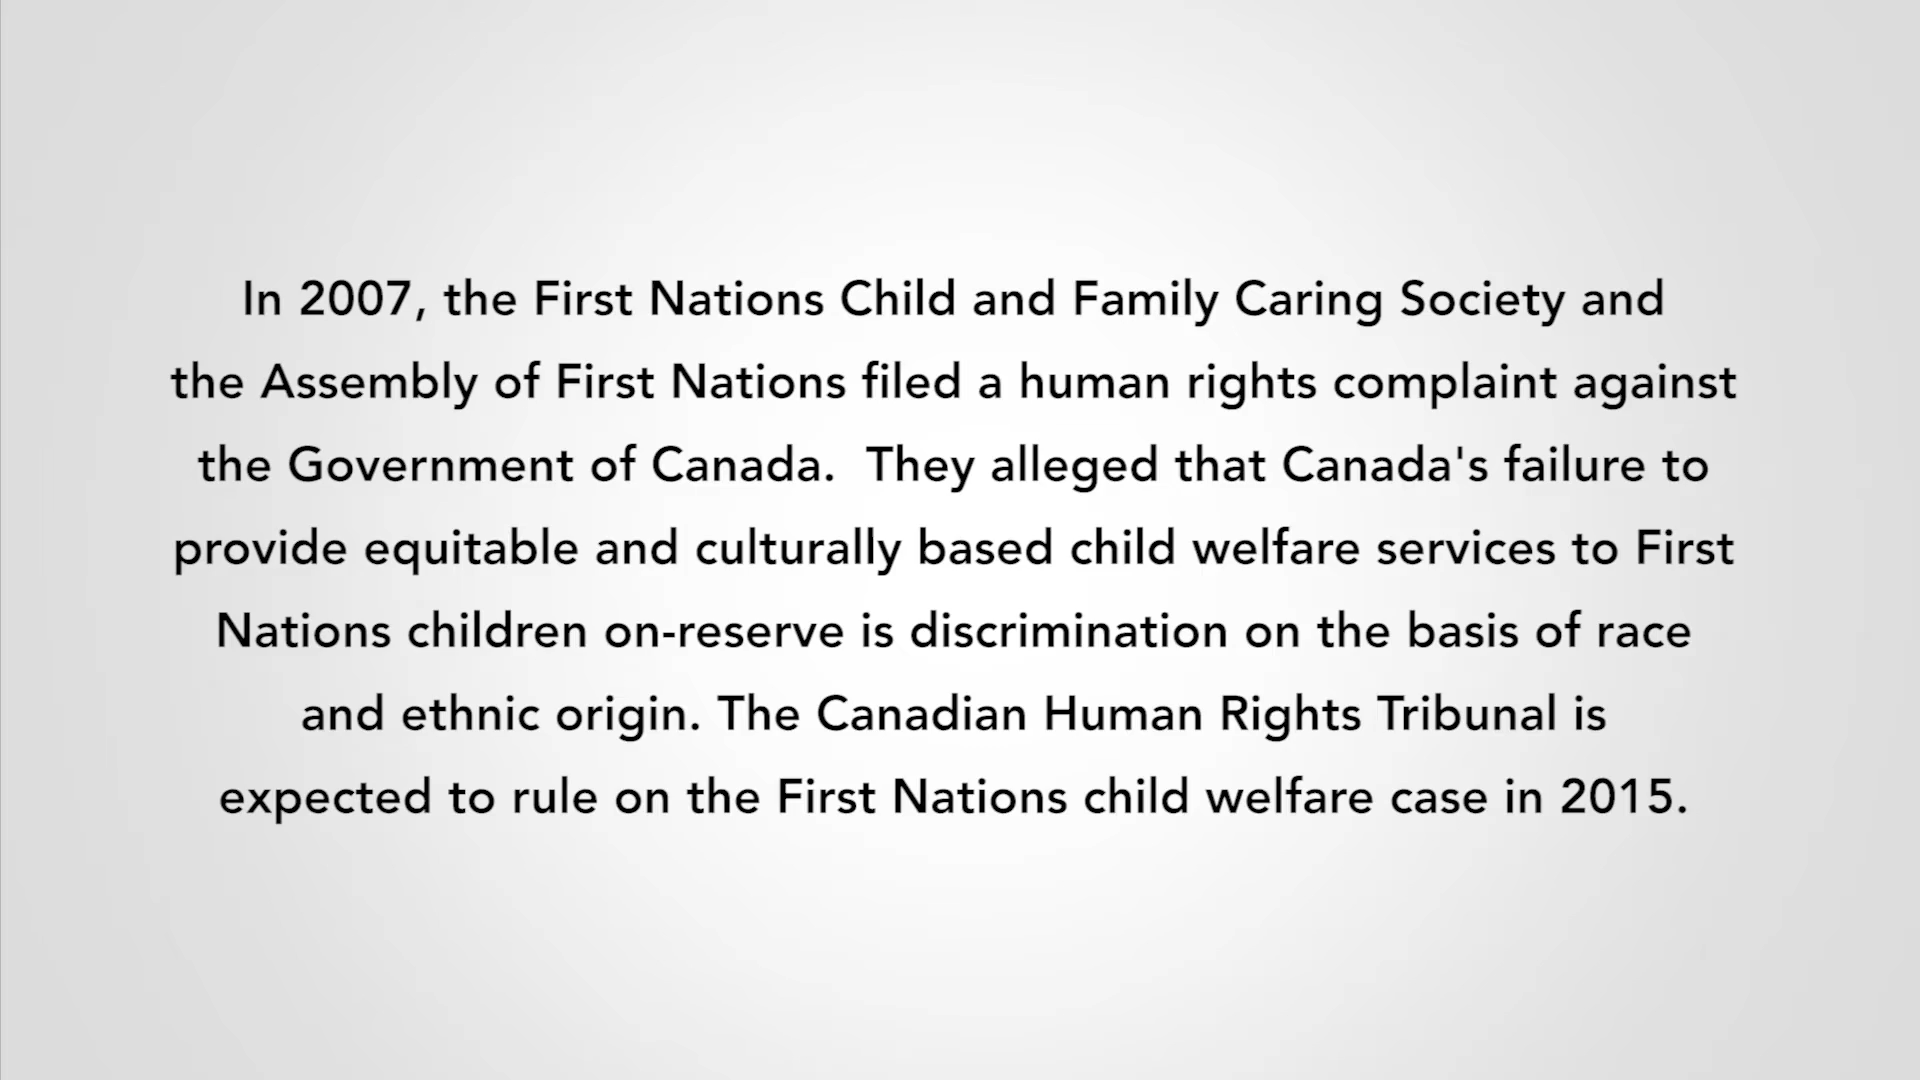 In 2007, the First Nations Child and Family Caring Society and
the Assembly of First Nations filed a human rights complaint against
the Government of Canada.  They alleged that Canada's failure to
provide equitable and culturally based child welfare services to First
Nations children on-reserve is discrimination on the basis of race
and ethnic origin. The Canadian Human Rights Tribunal is
expected to rule on the First Nations child welfare case in 2015.